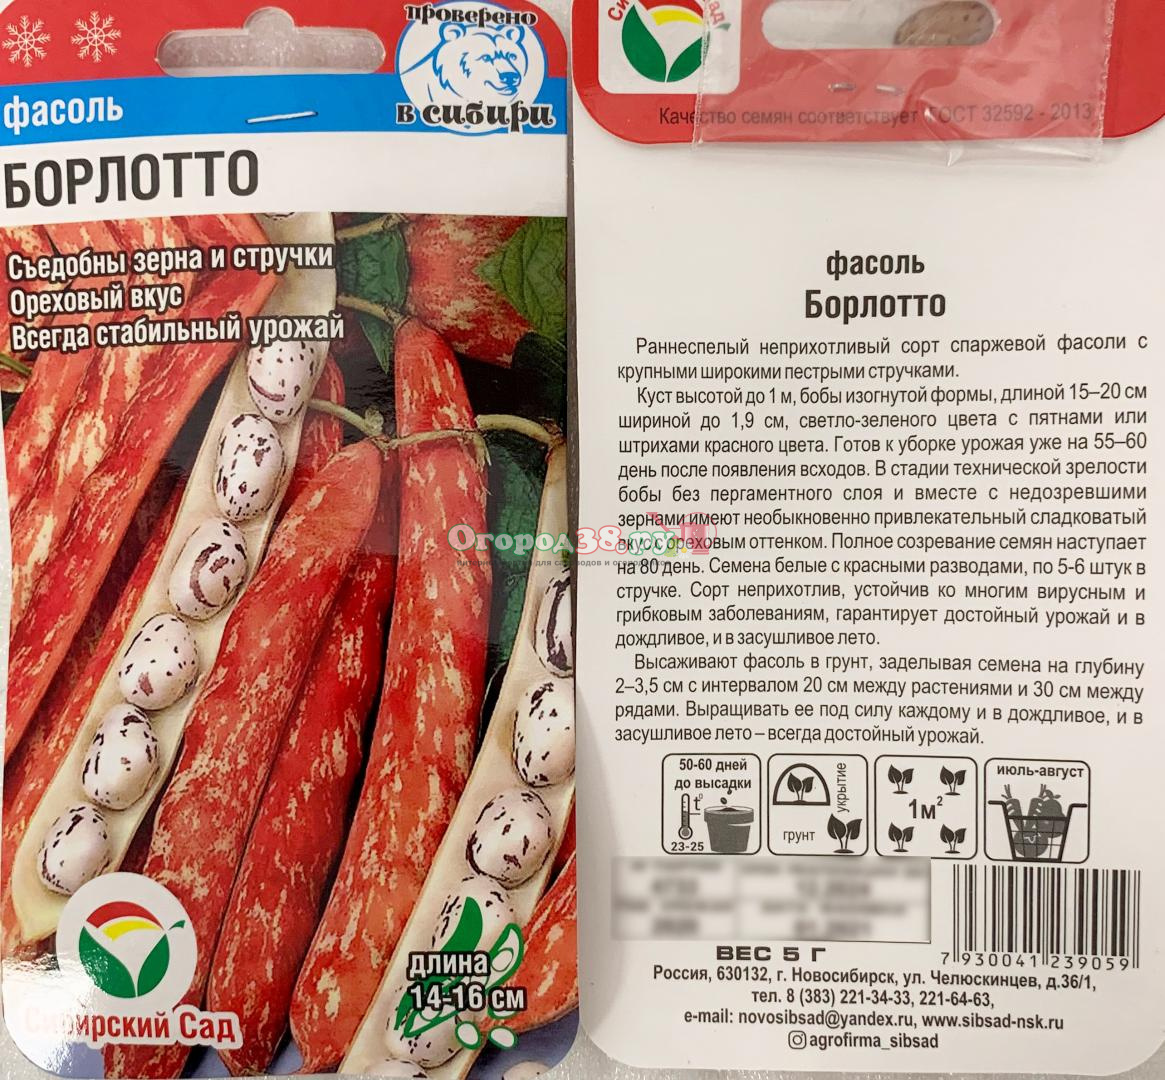 проверено
в сибири
фасоль
БОРЛОТТО
Съедобны зерна и стручки
Ореховый вкус
Всегда стабильный урожай
длина
14-16 см
Сибирский Сад
Качество семян соответствует ГОСТ 32592 - 2013
фасоль
Борлотто
Раннеспелый неприхотливый сорт спаржевой фасоли с
крупными широкими пестрыми стручками.
Куст высотой до 1 м, бобы изогнутой формы, длиной 15–20 см
шириной до 1,9 см, светло-зеленого цвета с пятнами или
штрихами красного цвета. Готов к уборке урожая уже на 55–60
день после появления всходов. В стадии технической зрелости
бобы без пергаментного слоя и вместе с недозревшими
зернами имеют необыкновенно привлекательный сладковатый
вкус с ореховым оттенком. Полное созревание семян наступает
на 80 день. Семена белые с красными разводами, по 5-6 штук в
стручке. Сорт неприхотлив, устойчив ко многим вирусным и
грибковым заболеваниям, гарантирует достойный урожай и в
дождливое, и в засушливое лето.
Высаживают фасоль в грунт, заделывая семена на глубину
2–3,5 см с интервалом 20 см между растениями и 30 см между
рядами. Выращивать ее под силу каждому и в дождливое, и в
засушливое лето – всегда достойный урожай.
Огород38.ру
50-60 дней
до высадки
t°
23-25
укрытие
грунт
1м²
июль-август
ВЕС 5 Г
7 930041 239059
Россия, 630132, г. Новосибирск, ул. Челюскинцев, д.36/1,
тел. 8 (383) 221-34-33, 221-64-63,
e-mail: novosibsad@yandex.ru, www.sibsad-nsk.ru
agrofirma_sibsad